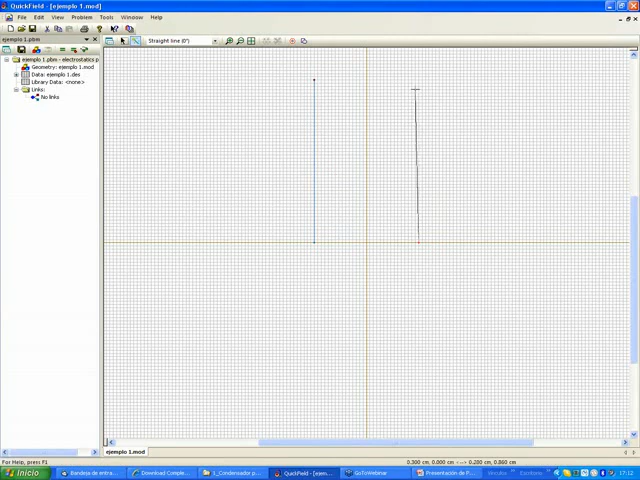 QuickField - [ejemplo 1.mod]
File Edit View Problem Tools Window Help
Straight line (0°)
ejemplo 1.pbm
ejemplo 1.pbm - electrostatics p
Geometry: ejemplo 1.mod
Data: ejemplo 1.des
Library Data: <none>
Links:
No links
ejemplo 1.mod
For Help, press F1
0.300 cm, 0.000 cm <--> 0.280 cm, 0.860 cm
Inicio
Bandeja de entra...
Download Comple...
1_Condensador p...
QuickField - [ejem...
GoToWebinar
Presentación de P...
Vínculos
Escritorio
17:12